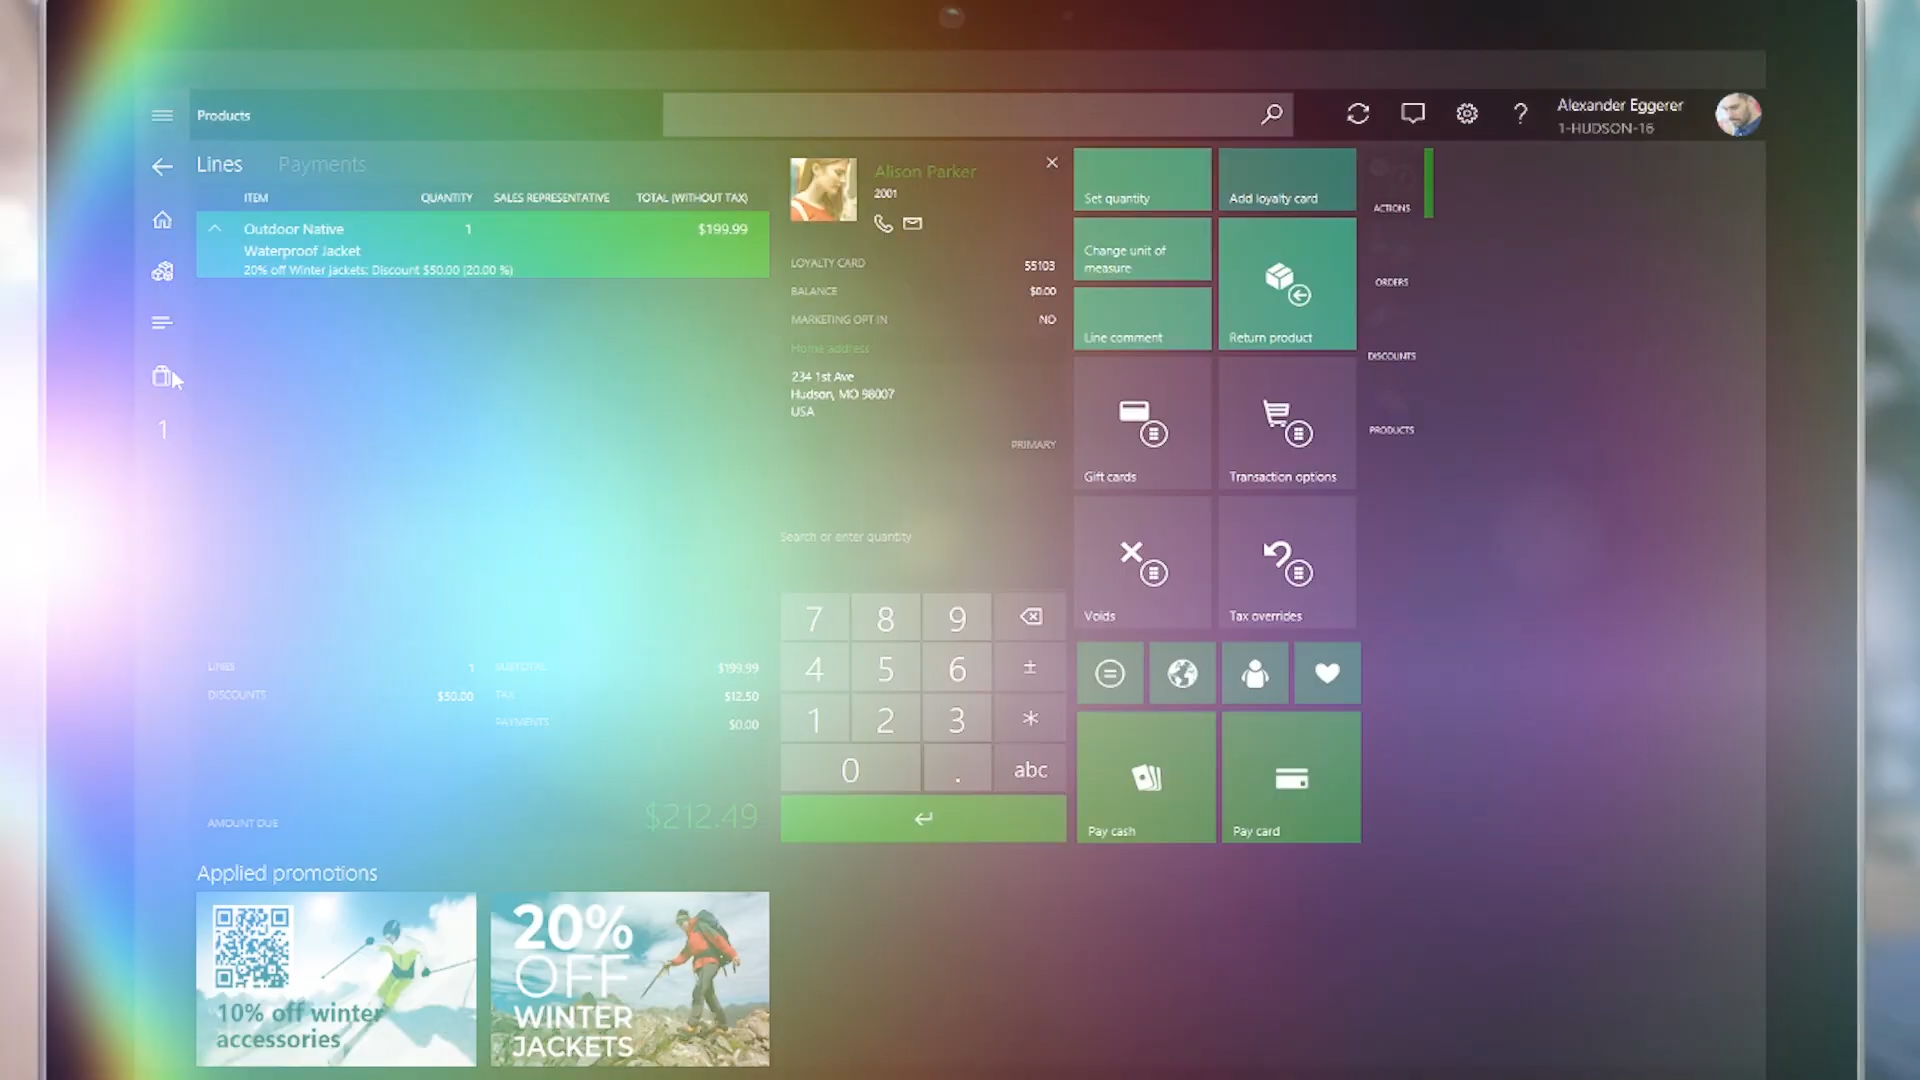 Products
Alexander Eggerer
1-HUDSON-16
Lines Payments
ITEM QUANTITY SALES REPRESENTATIVE TOTAL (WITHOUT TAX)
Outdoor Native 1 $199.99
Waterproof Jacket
20% off Winter jackets: Discount $50.00 (20.00 %)
1
LINES 1 SUBTOTAL $199.99
DISCOUNTS $50.00 TAX $12.50
PAYMENTS $0.00
AMOUNT DUE $212.49
Applied promotions
10% off winter
accessories
20%
OFF
WINTER
JACKETS
Alison Parker
2001
LOYALTY CARD 55103
BALANCE $0.00
MARKETING OPT IN NO
Home address
234 1st Ave
Hudson, MO 98007
USA
PRIMARY
Search or enter quantity
7 8 9
4 5 6 ±
1 2 3 *
0 . abc
Set quantity
Add loyalty card
Change unit of
measure
Line comment
Return product
Gift cards
Transaction options
Voids
Tax overrides
Pay cash
Pay card
ACTIONS
ORDERS
DISCOUNTS
PRODUCTS